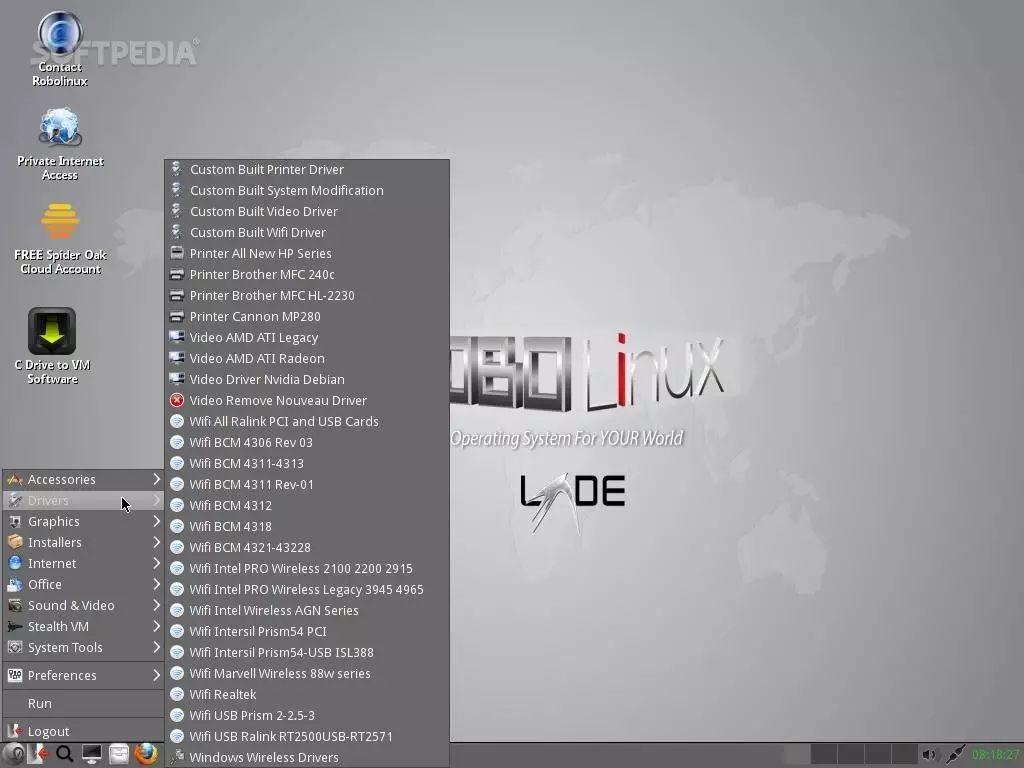 SOFTPEDIA®
Contact
Robolinux
Private Internet
Access
FREE Spider Oak
Cloud Account
C Drive to VM
Software
Custom Built Printer Driver
Custom Built System Modification
Custom Built Video Driver
Custom Built Wifi Driver
Printer All New HP Series
Printer Brother MFC 240c
Printer Brother MFC HL-2230
Printer Cannon MP280
Video AMD ATI Legacy
Video AMD ATI Radeon
Video Driver Nvidia Debian
Video Remove Nouveau Driver
Wifi All Ralink PCI and USB Cards
Wifi BCM 4306 Rev 03
Wifi BCM 4311-4313
Wifi BCM 4311 Rev-01
Wifi BCM 4312
Wifi BCM 4318
Wifi BCM 4321-43228
Wifi Intel PRO Wireless 2100 2200 2915
Wifi Intel PRO Wireless Legacy 3945 4965
Wifi Intel Wireless AGN Series
Wifi Intersil Prism54 PCI
Wifi Intersil Prism54-USB ISL388
Wifi Marvell Wireless 88w series
Wifi Realtek
Wifi USB Prism 2-2.5-3
Wifi USB Ralink RT2500USB-RT2571
Windows Wireless Drivers
Accessories
Drivers
Graphics
Installers
Internet
Office
Sound & Video
Stealth VM
System Tools
Preferences
Run
Logout
OBO Linux
Operating System For YOUR World
LXDE
08:18:27